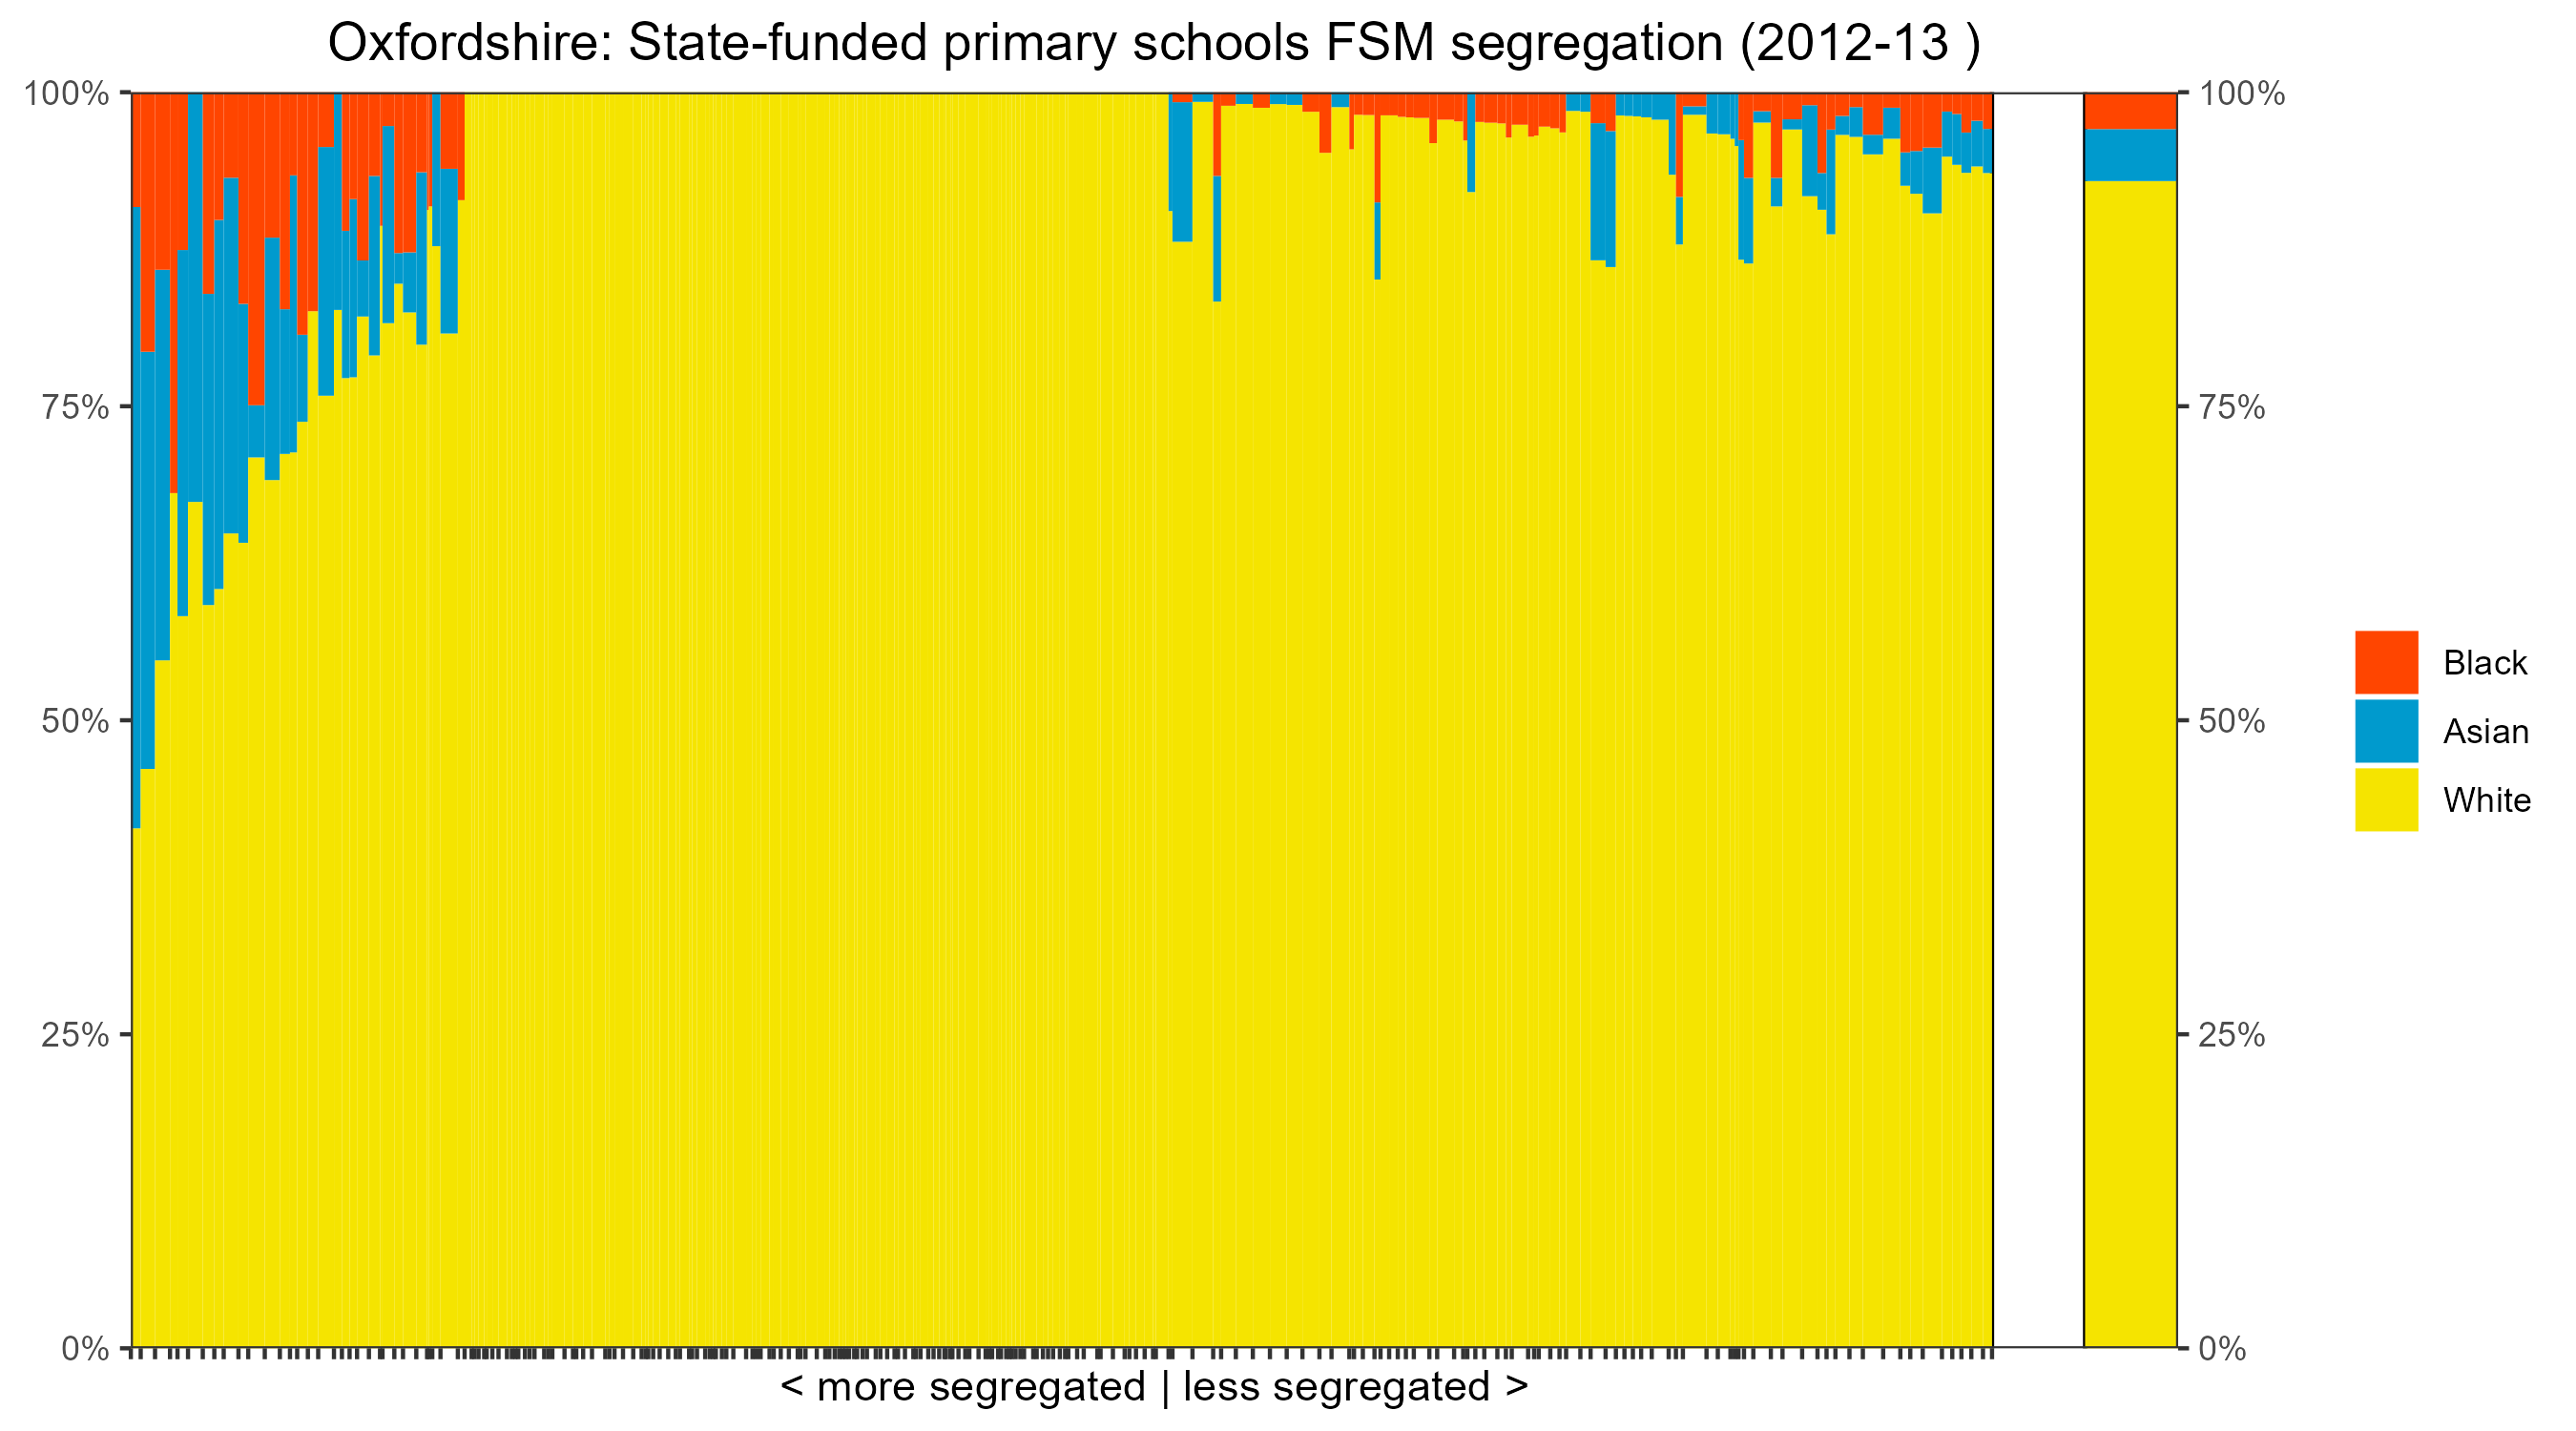 Oxfordshire: State-funded primary schools FSM segregation (2012-13 )
100%
75%
50%
25%
0%
100%
75%
50%
25%
0%
Black
Asian
White
< more segregated | less segregated >